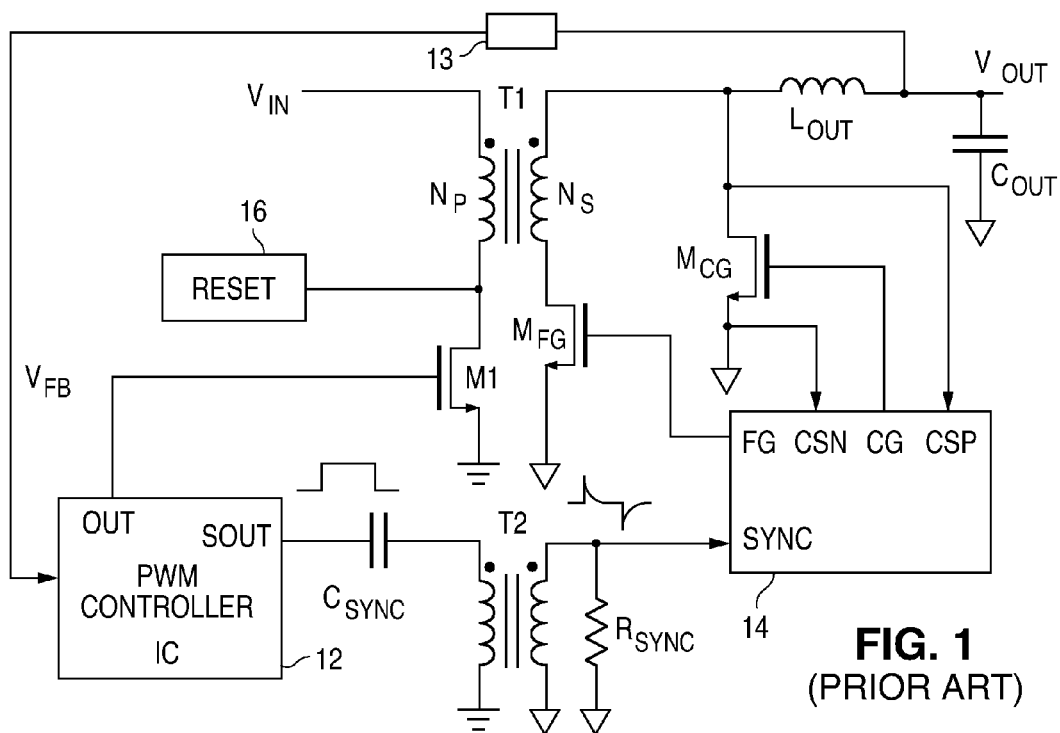 13
V OUT
V IN
T1
L OUT
C OUT
N P
N S
16
RESET
M CG
M FG
V FB
M1
FG CSN CG CSP
OUT
SOUT
T2
SYNC
PWM
CONTROLLER
IC
C SYNC
R SYNC
12
14
FIG. 1
(PRIOR ART)